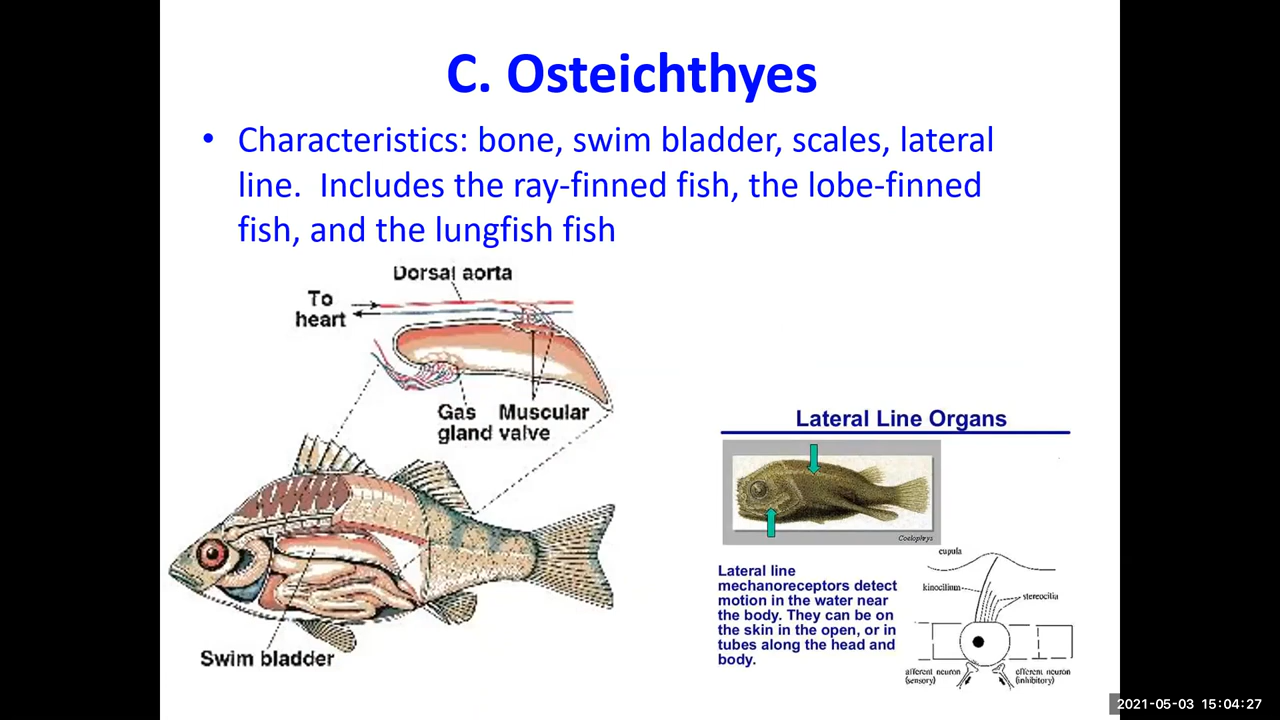 C. Osteichthyes
• Characteristics: bone, swim bladder, scales, lateral
line. Includes the ray-finned fish, the lobe-finned
fish, and the lungfish fish
Dorsal aorta
To
heart
Gas Muscular
gland valve
Swim bladder
Lateral Line Organs
Coelophrys
Lateral line
mechanoreceptors detect
motion in the water near
the body. They can be on
the skin in the open, or in
tubes along the head and
body.
cupula
kinocilium
stereocilia
afferent neuron
(sensory)
efferent neuron
(inhibitory)
2021-05-03 15:04:27